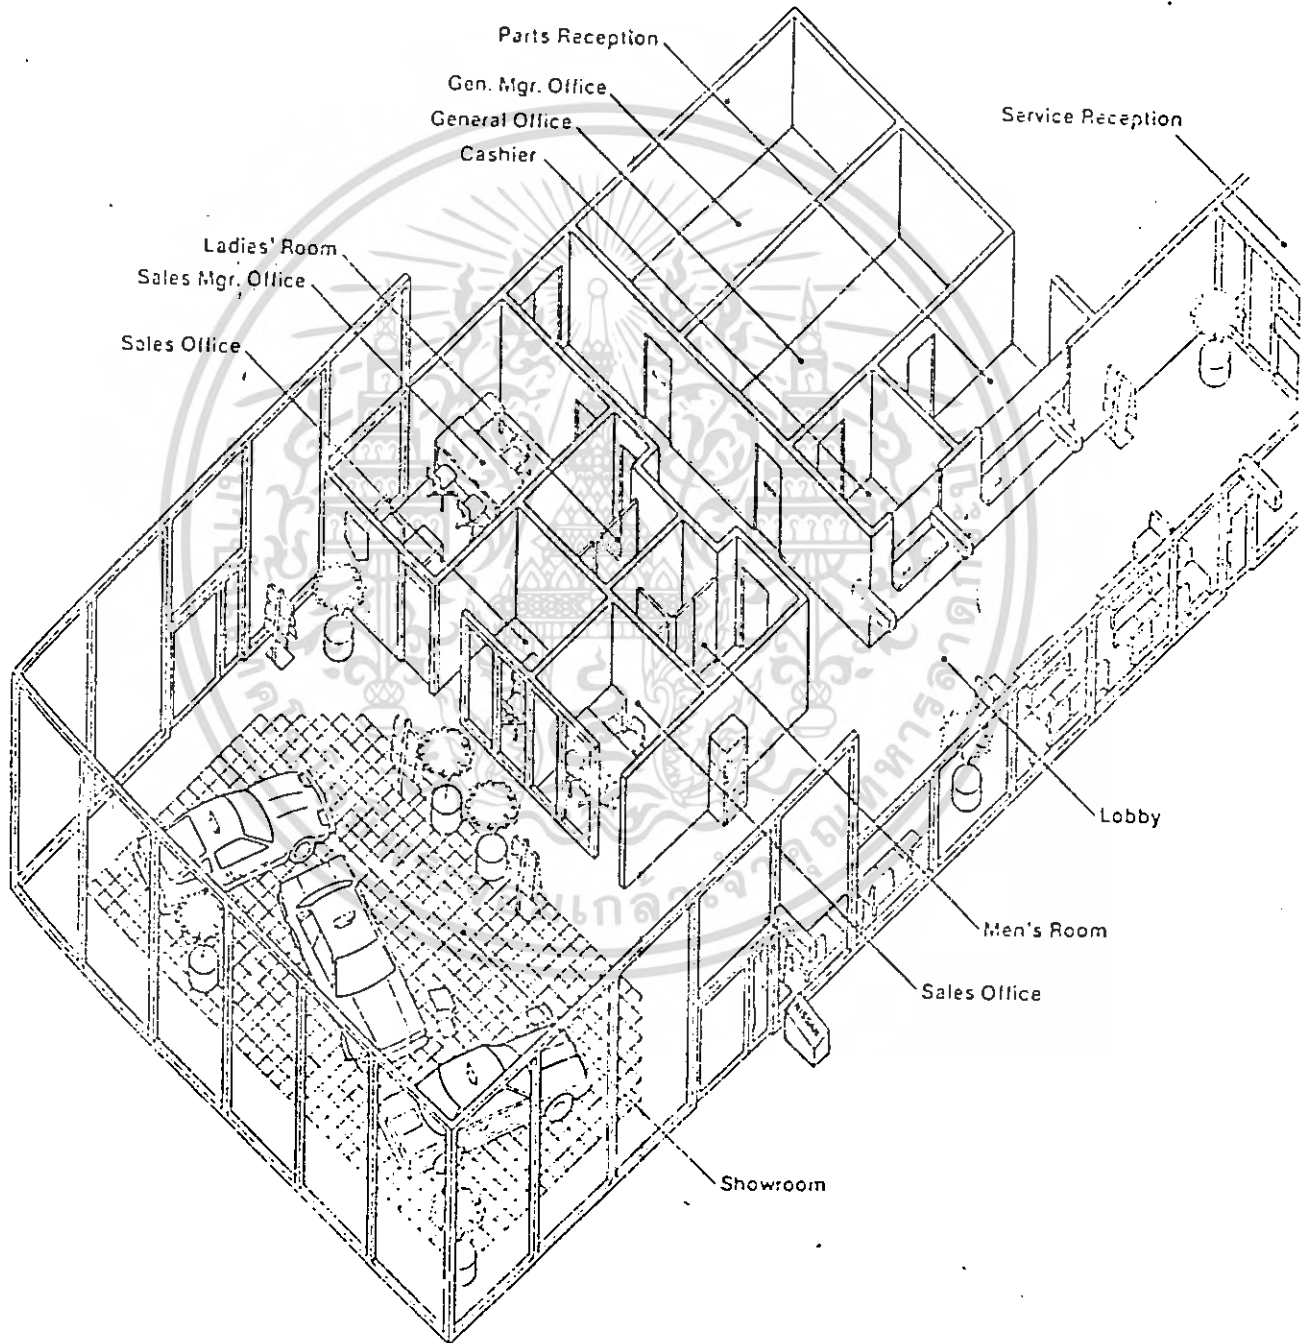 Parts Reception
Gen. Mgr. Office
General Office
Cashier
Service Reception
Ladies' Room
Sales Mgr. Office
Sales Office
Lobby
Men's Room
Sales Office
Showroom
NISSAN